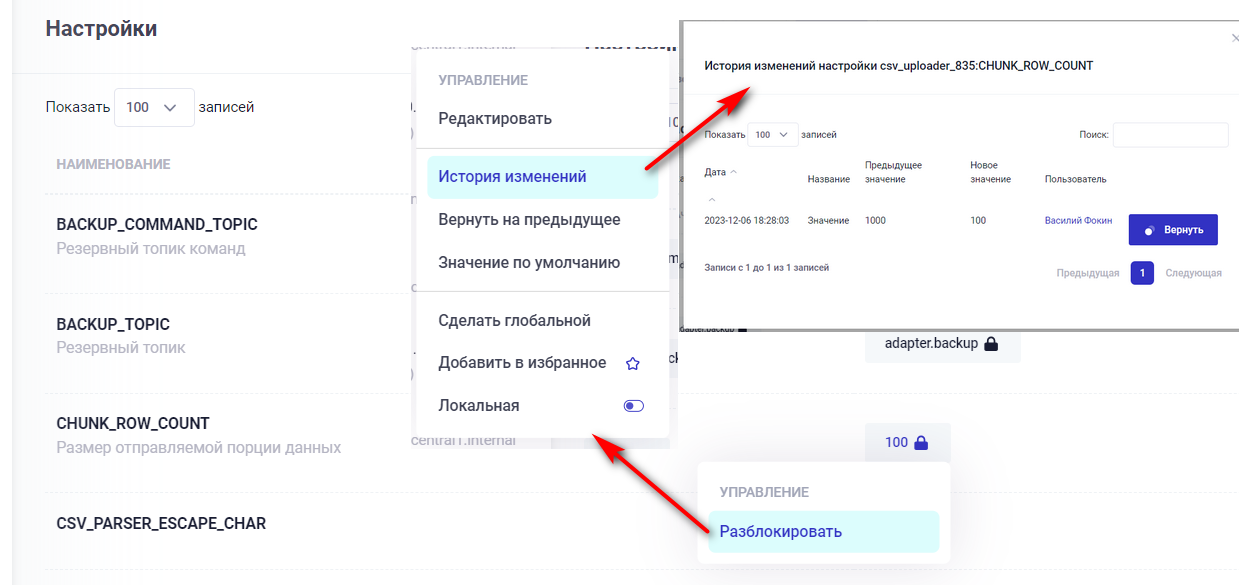 Настройки
Показать 100 записей
НАИМЕНОВАНИЕ
BACKUP_COMMAND_TOPIC
Резервный топик команд
BACKUP_TOPIC
Резервный топик
CHUNK_ROW_COUNT
Размер отправляемой порции данных
CSV_PARSER_ESCAPE_CHAR
УПРАВЛЕНИЕ
Редактировать
История изменений
Вернуть на предыдущее
Значение по умолчанию
Сделать глобальной
Добавить в избранное
Локальная
central1.internal
История изменений настройки csv_uploader_835:CHUNK_ROW_COUNT
Показать 100 записей
Поиск:
Дата
Название
Предыдущее значение
Новое значение
Пользователь
2023-12-06 18:28:03 Значение 1000 100 Василий Фокин Вернуть
Записи с 1 до 1 из 1 записей
Предыдущая 1 Следующая
adapter.backup
adapter.backup
100
УПРАВЛЕНИЕ
Разблокировать